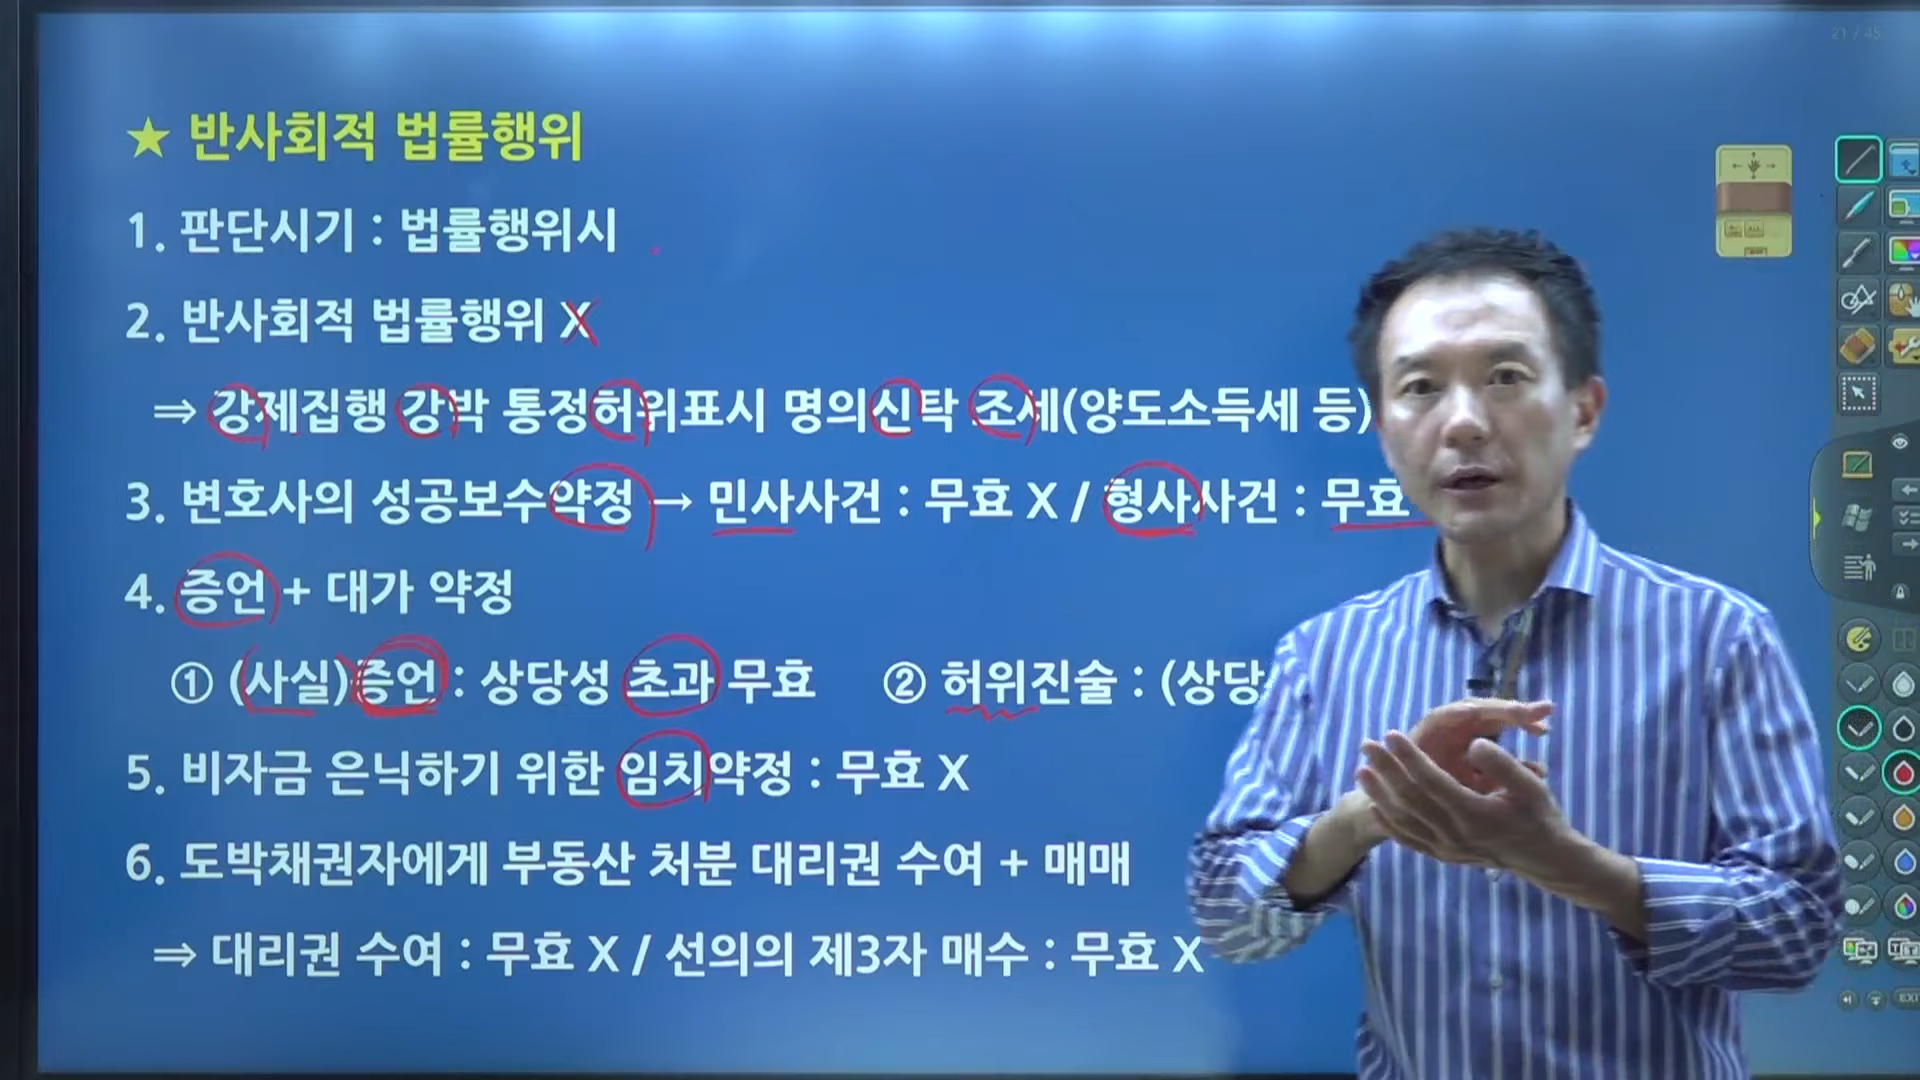 21 / 45
★ 반사회적 법률행위
1. 판단시기 : 법률행위시
2. 반사회적 법률행위 X
⇒ 강제집행 강박 통정허위표시 명의신탁 조세(양도소득세 등)
3. 변호사의 성공보수약정 → 민사사건 : 무효 X / 형사사건 : 무효
4. 증언 + 대가 약정
① (사실)증언 : 상당성 초과 무효 ② 허위진술 : (상당
5. 비자금 은닉하기 위한 임치약정 : 무효 X
6. 도박채권자에게 부동산 처분 대리권 수여 + 매매
⇒ 대리권 수여 : 무효 X / 선의의 제3자 매수 : 무효 X